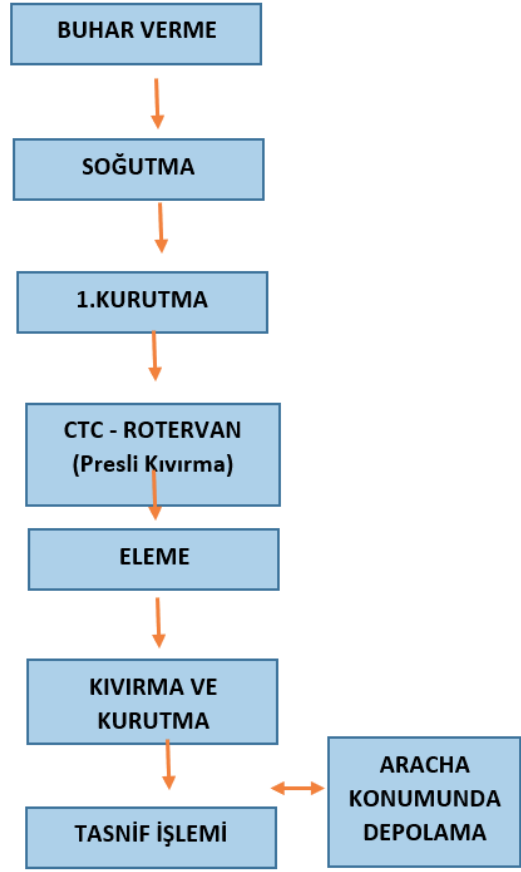 BUHAR VERME
SOĞUTMA
1.KURUTMA
CTC - ROTERVAN
(Presli Kıvırma)
ELEME
KIVIRMA VE
KURUTMA
TASNİF İŞLEMİ
ARACHA
KONUMUNDA
DEPOLAMA